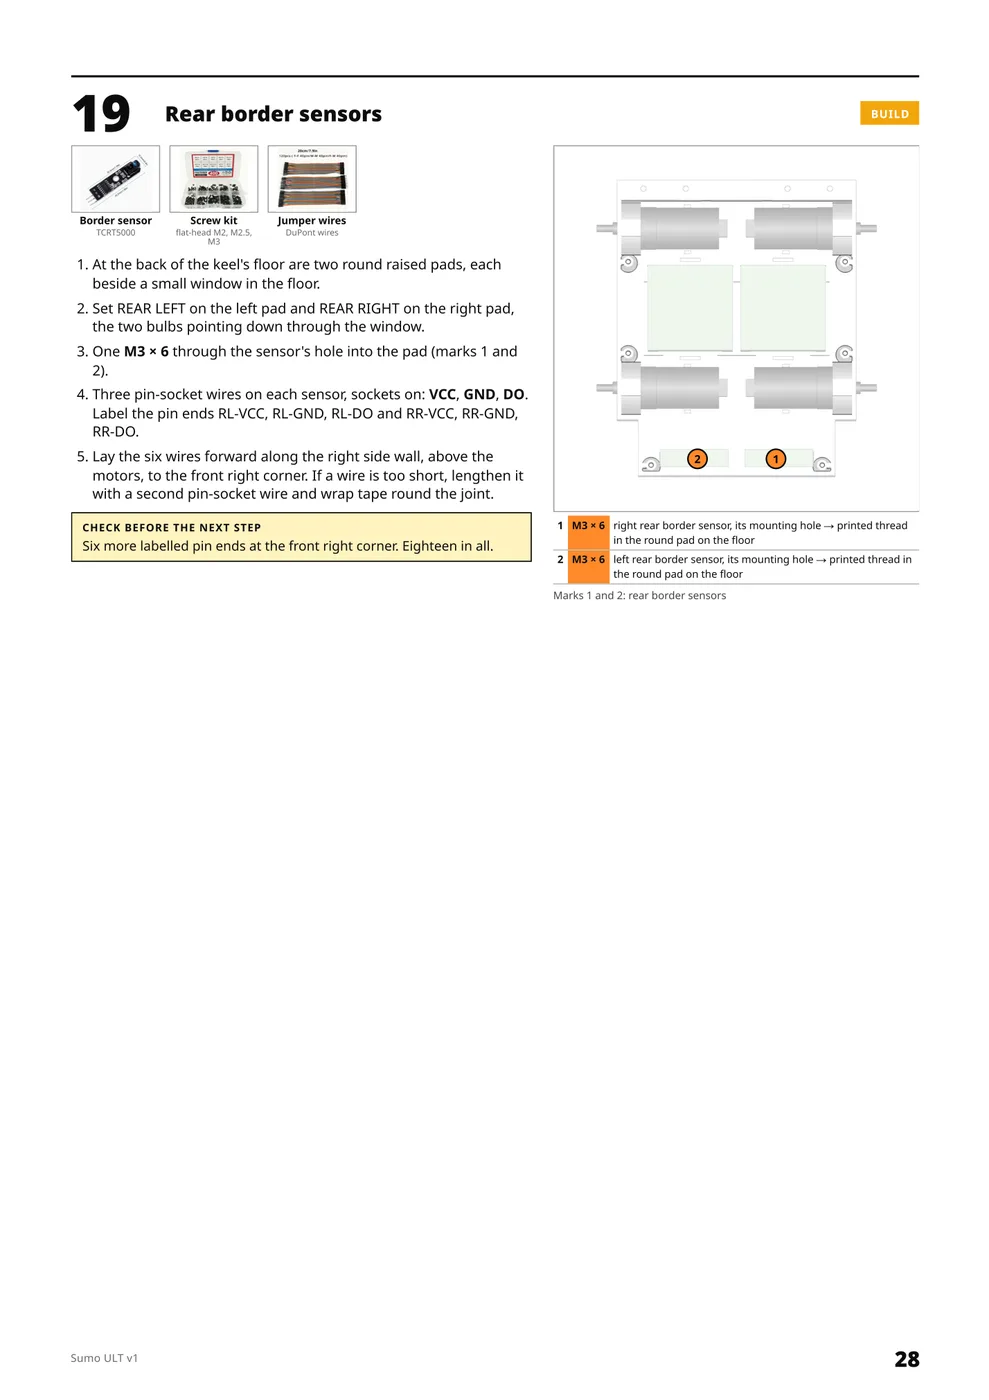 19
Rear border sensors
BUILD
Border sensor
TCRT5000
Screw kit
flat-head M2, M2.5,
M3
Jumper wires
DuPont wires
1. At the back of the keel's floor are two round raised pads, each
beside a small window in the floor.
2. Set REAR LEFT on the left pad and REAR RIGHT on the right pad,
the two bulbs pointing down through the window.
3. One M3 × 6 through the sensor's hole into the pad (marks 1 and
2).
4. Three pin-socket wires on each sensor, sockets on: VCC, GND, DO.
Label the pin ends RL-VCC, RL-GND, RL-DO and RR-VCC, RR-GND,
RR-DO.
5. Lay the six wires forward along the right side wall, above the
motors, to the front right corner. If a wire is too short, lengthen it
with a second pin-socket wire and wrap tape round the joint.
CHECK BEFORE THE NEXT STEP
Six more labelled pin ends at the front right corner. Eighteen in all.
2
1
1 M3 × 6 right rear border sensor, its mounting hole → printed thread
in the round pad on the floor
2 M3 × 6 left rear border sensor, its mounting hole → printed thread in
the round pad on the floor
Marks 1 and 2: rear border sensors
Sumo ULT v1
28